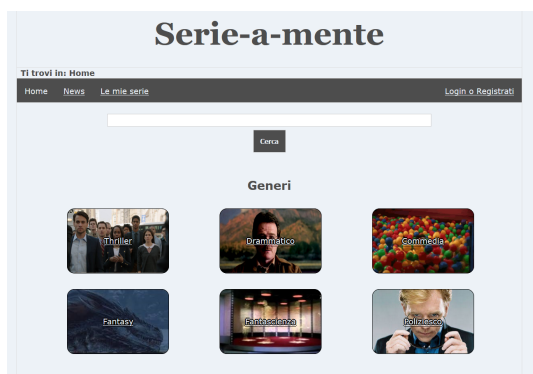 Serie-a-mente
Ti trovi in: Home
Home News Le mie serie Login o Registrati
Cerca
Generi
Thriller Drammatico Commedia
Fantasy Fantascienza Poliziesco